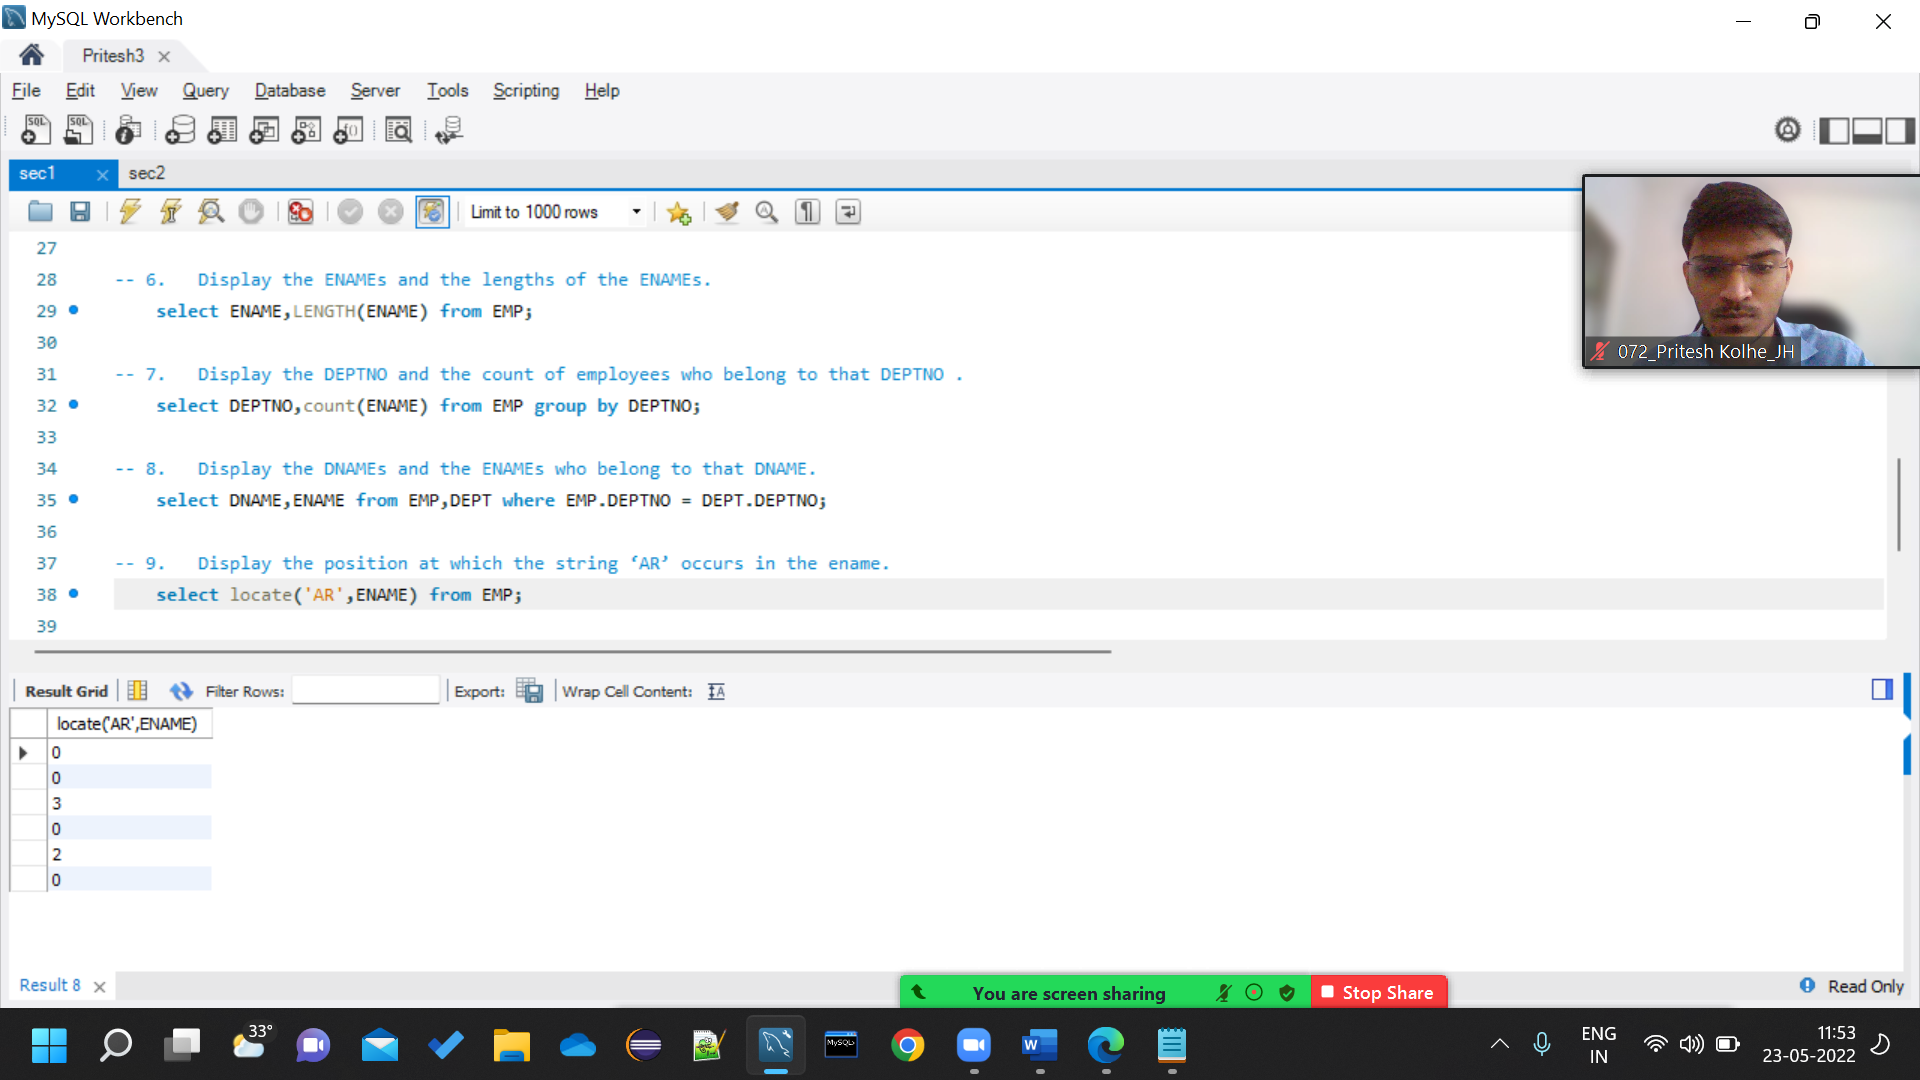 MySQL Workbench
Pritesh3
File Edit View Query Database Server Tools Scripting Help
sec1 sec2
Limit to 1000 rows
27
28 -- 6. Display the ENAMEs and the lengths of the ENAMEs.
29 select ENAME,LENGTH(ENAME) from EMP;
30
31 -- 7. Display the DEPTNO and the count of employees who belong to that DEPTNO .
32 select DEPTNO,count(ENAME) from EMP group by DEPTNO;
33
34 -- 8. Display the DNAMEs and the ENAMEs who belong to that DNAME.
35 select DNAME,ENAME from EMP,DEPT where EMP.DEPTNO = DEPT.DEPTNO;
36
37 -- 9. Display the position at which the string ‘AR’ occurs in the ename.
38 select locate('AR',ENAME) from EMP;
39
072_Pritesh Kolhe_JH
Result Grid Filter Rows: Export: Wrap Cell Content:
locate('AR',ENAME)
0
0
3
0
2
0
Result 8
You are screen sharing Stop Share
Read Only
33°
MySQL
ENG
IN
11:53
23-05-2022